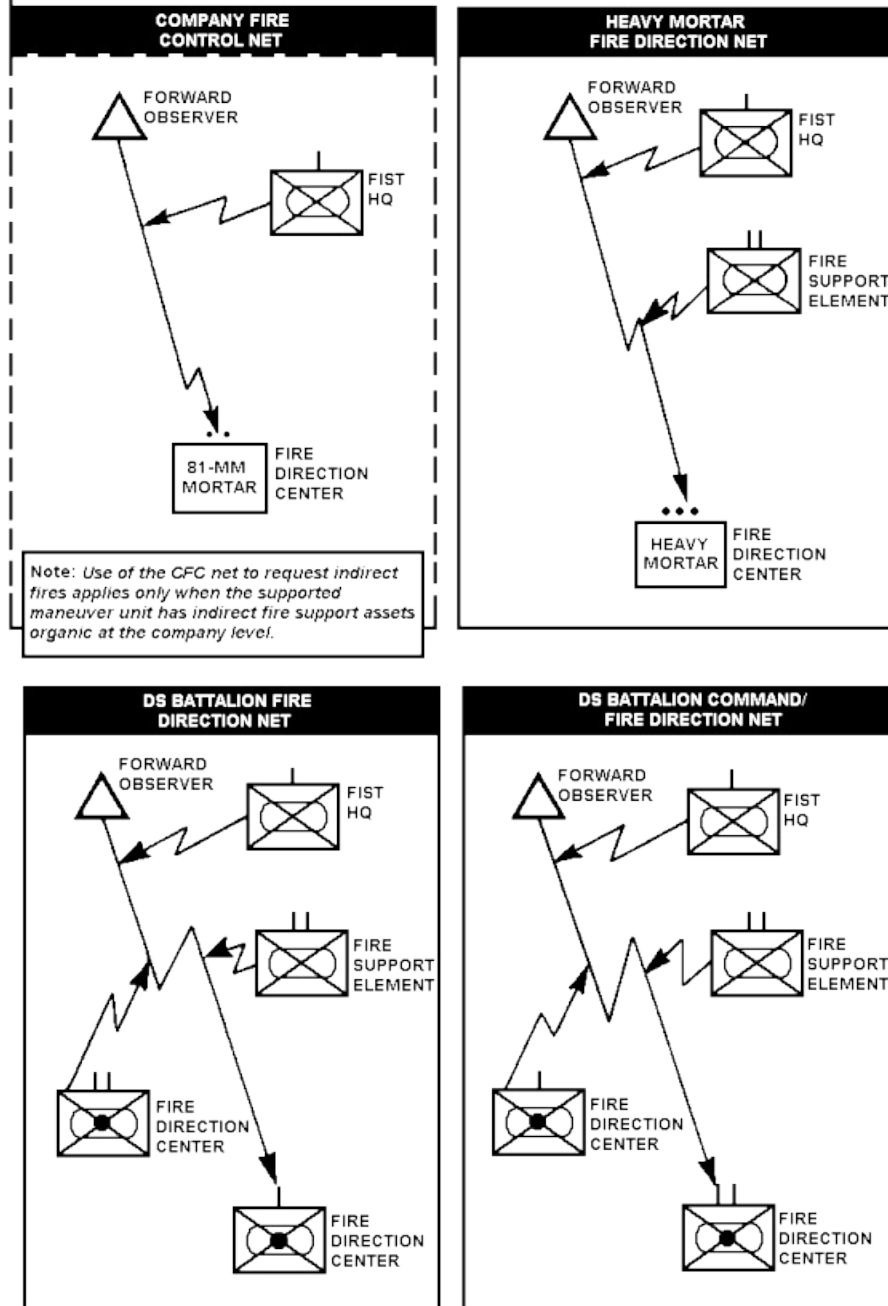 COMPANY FIRE
CONTROL NET
FORWARD
OBSERVER
FIST
HQ
81-MM
MORTAR
FIRE
DIRECTION
CENTER
Note: Use of the CFC net to request indirect
fires applies only when the supported
maneuver unit has indirect fire support assets
organic at the company level.
HEAVY MORTAR
FIRE DIRECTION NET
FORWARD
OBSERVER
FIST
HQ
FIRE
SUPPORT
ELEMENT
HEAVY
MORTAR
FIRE
DIRECTION
CENTER
DS BATTALION FIRE
DIRECTION NET
FORWARD
OBSERVER
FIST
HQ
FIRE
SUPPORT
ELEMENT
FIRE
DIRECTION
CENTER
FIRE
DIRECTION
CENTER
DS BATTALION COMMAND/
FIRE DIRECTION NET
FORWARD
OBSERVER
FIST
HQ
FIRE
SUPPORT
ELEMENT
FIRE
DIRECTION
CENTER
FIRE
DIRECTION
CENTER